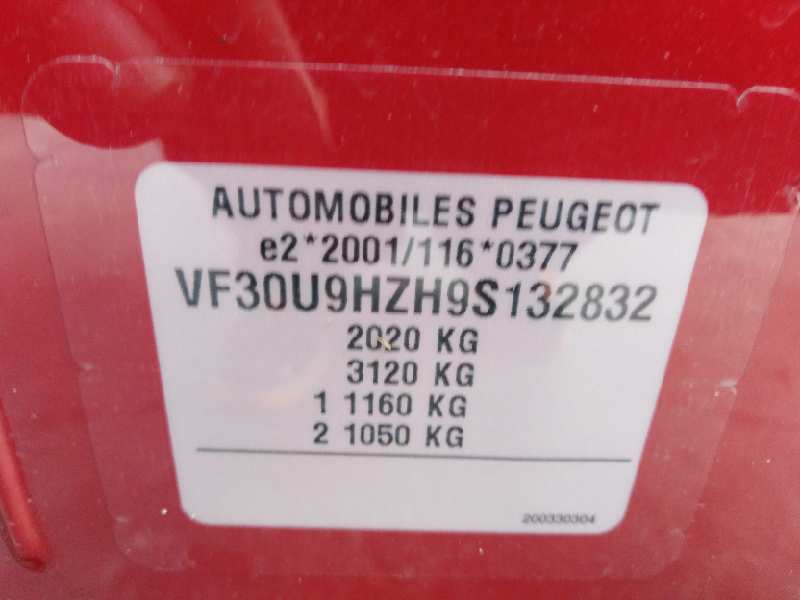 AUTOMOBILES PEUGEOT
e2*2001/116*0377
VF30U9HZH9S132832
2020 KG
3120 KG
1 1160 KG
2 1050 KG
200330304